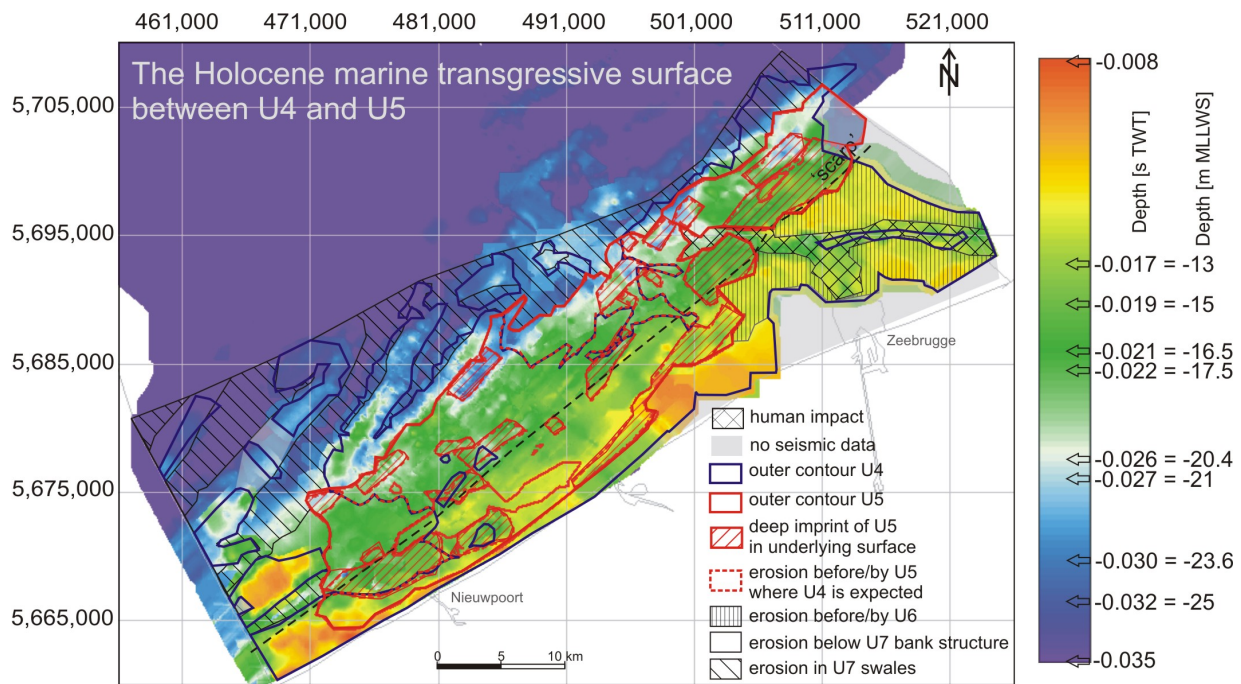 461,000 471,000 481,000 491,000 501,000 511,000 521,000
The Holocene marine transgressive surface
between U4 and U5
N
5,705,000
5,695,000
5,685,000
5,675,000
5,665,000
'scarp'
Zeebrugge
Nieuwpoort
0 5 10 km
human impact
no seismic data
outer contour U4
outer contour U5
deep imprint of U5
in underlying surface
erosion before/by U5
where U4 is expected
erosion before/by U6
erosion below U7 bank structure
erosion in U7 swales
Depth [s TWT]
Depth [m MLLWS]
-0.008
-0.017 = -13
-0.019 = -15
-0.021 = -16.5
-0.022 = -17.5
-0.026 = -20.4
-0.027 = -21
-0.030 = -23.6
-0.032 = -25
-0.035